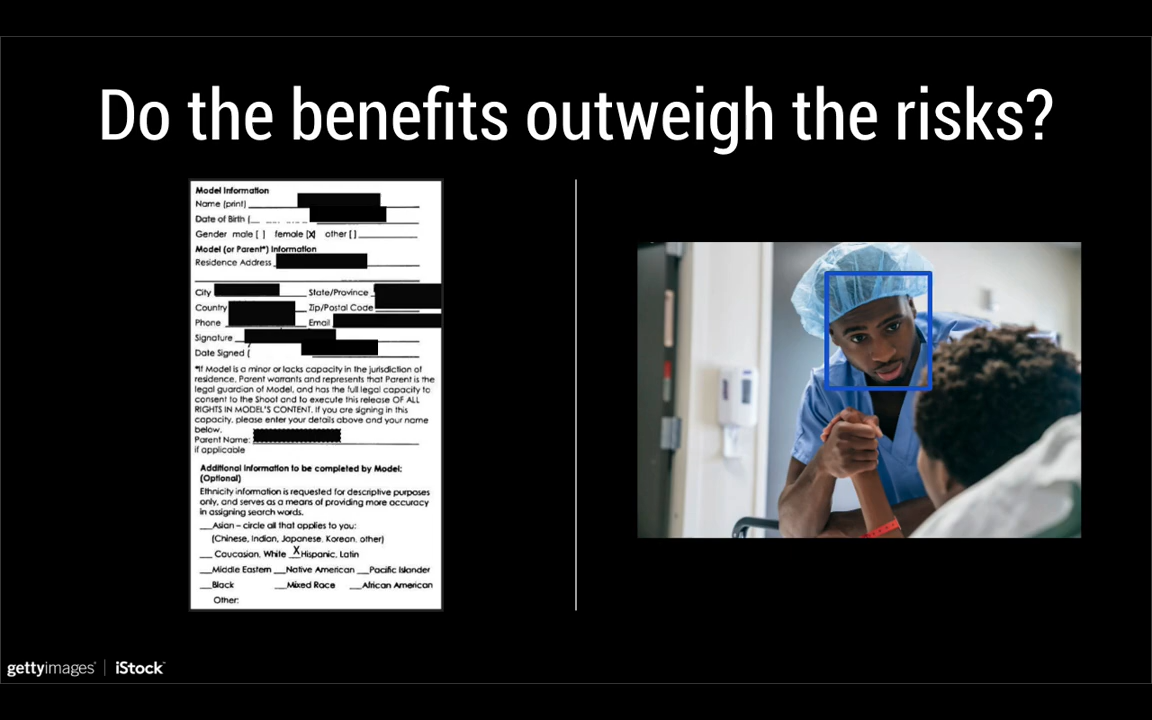 Do the benefits outweigh the risks?
Model Information
Name (print)
Date of Birth (
Gender male [ ] female [X] other [ ]
Model (or Parent*) Information
Residence Address
City State/Province
Country Zip/Postal Code
Phone Email
Signature
Date Signed (
*If Model is a minor or lacks capacity in the jurisdiction of
residence, Parent warrants and represents that Parent is the
legal guardian of Model, and has the full legal capacity to
consent to the Shoot and to execute this release OF ALL
RIGHTS IN MODEL'S CONTENT. If you are signing in this
capacity, please enter your details above and your name
below.
Parent Name:
if applicable
Additional Information to be completed by Model:
(Optional)
Ethnicity information is requested for descriptive purposes
only, and serves as a means of providing more accuracy
in assigning search words.
__Asian – circle all that applies to you:
(Chinese, Indian, Japanese, Korean, other)
__ Caucasian, White _X_Hispanic, Latin
__Middle Eastern __Native American __Pacific Islander
__Black __Mixed Race __African American
Other:
gettyimages® | iStock™